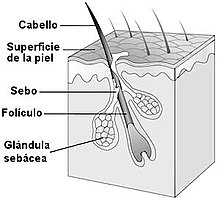 Cabello
Superficie
de la piel
Sebo
Folículo
Glándula
sebácea